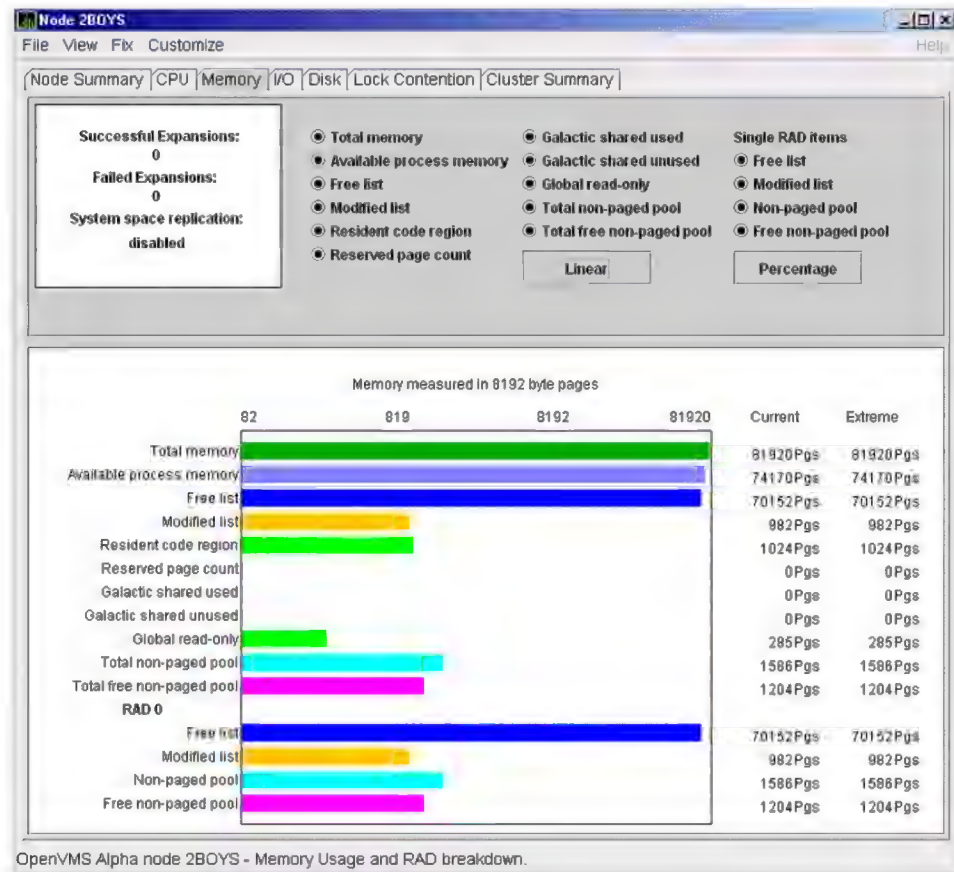 Node 2BOYS
File View Fix Customize Help
Node Summary CPU Memory I/O Disk Lock Contention Cluster Summary
Successful Expansions:
0
Failed Expansions:
0
System space replication:
disabled
Total memory
Available process memory
Free list
Modified list
Resident code region
Reserved page count
Galactic shared used
Galactic shared unused
Global read-only
Total non-paged pool
Total free non-paged pool
Linear
Single RAD items
Free list
Modified list
Non-paged pool
Free non-paged pool
Percentage
Memory measured in 8192 byte pages
82 819 8192 81920 Current Extreme
Total memory 81920Pgs 81920Pgs
Available process memory 74170Pgs 74170Pgs
Free list 70152Pgs 70152Pgs
Modified list 982Pgs 982Pgs
Resident code region 1024Pgs 1024Pgs
Reserved page count 0Pgs 0Pgs
Galactic shared used 0Pgs 0Pgs
Galactic shared unused 0Pgs 0Pgs
Global read-only 285Pgs 285Pgs
Total non-paged pool 1586Pgs 1586Pgs
Total free non-paged pool 1204Pgs 1204Pgs
RAD 0
Free list 70152Pgs 70152Pgs
Modified list 982Pgs 982Pgs
Non-paged pool 1586Pgs 1586Pgs
Free non-paged pool 1204Pgs 1204Pgs
OpenVMS Alpha node 2BOYS - Memory Usage and RAD breakdown.